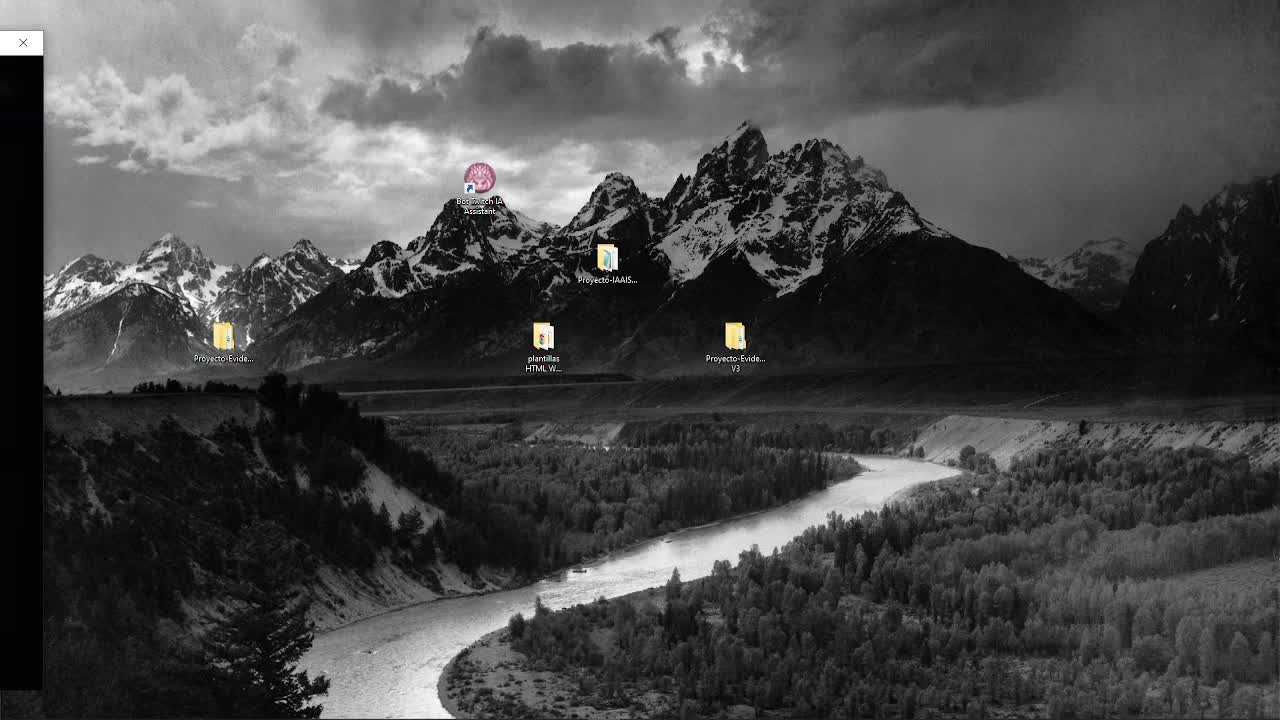 Bot Twitch IA
Assistant
Proyecto-IAAIS...
Proyecto-Evide...
plantillas
HTML W...
Proyecto-Evide...
V3